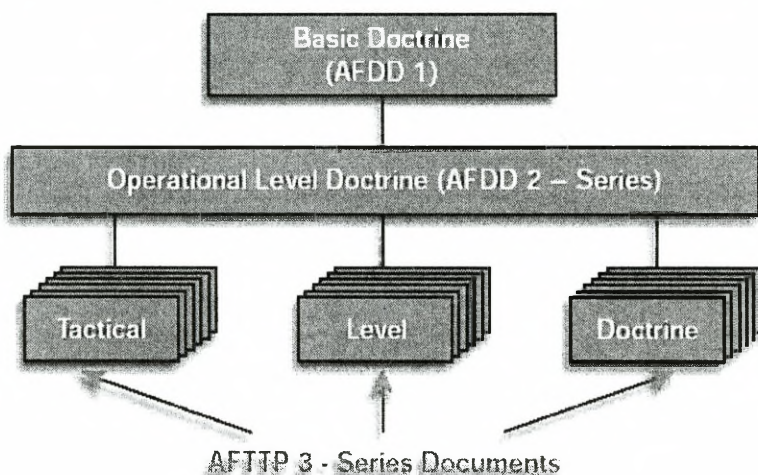 Basic Doctrine
(AFDD 1)
Operational Level Doctrine (AFDD 2 – Series)
Tactical Level Doctrine
AFTTP 3 - Series Documents